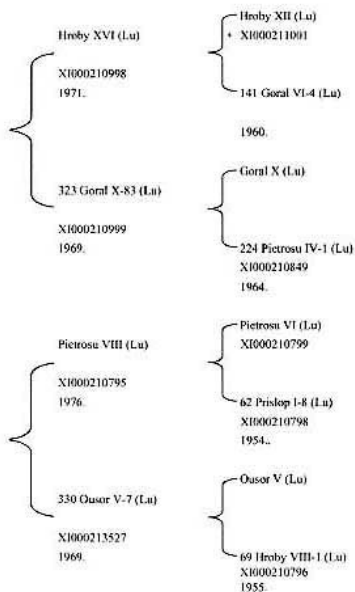 Hroby XII (Lu)
Hroby XVI (Lu)
* XI000211001
XI000210998
1971.
141 Goral VI-4 (Lu)
1960.
Goral X (Lu)
323 Goral X-83 (Lu)
XI000210999
1969.
224 Pietrosu IV-1 (Lu)
XI000210849
1964.
Pietrosu VI (Lu)
Pietrosu VIII (Lu)
XI000210799
XI000210795
1976.
62 Prislop I-8 (Lu)
XI000210798
1954..
Ousor V (Lu)
330 Ousor V-7 (Lu)
XI000213527
1969.
69 Hroby VIII-1 (Lu)
XI000210796
1955.